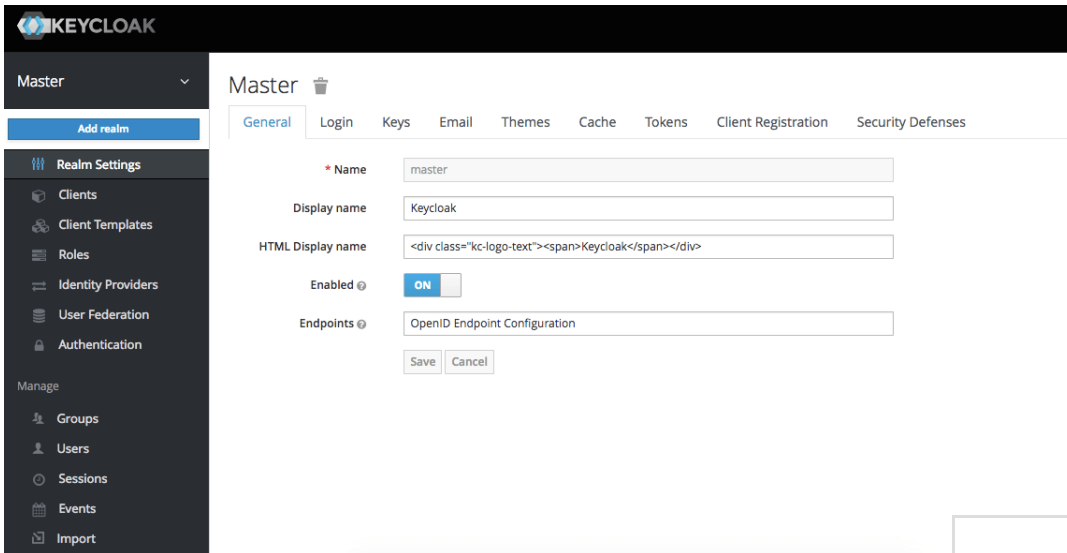 KEYCLOAK
Master
Add realm
Realm Settings
Clients
Client Templates
Roles
Identity Providers
User Federation
Authentication
Manage
Groups
Users
Sessions
Events
Import
Master
General Login Keys Email Themes Cache Tokens Client Registration Security Defenses
* Name master
Display name Keycloak
HTML Display name <div class="kc-logo-text"><span>Keycloak</span></div>
Enabled ON
Endpoints OpenID Endpoint Configuration
Save Cancel